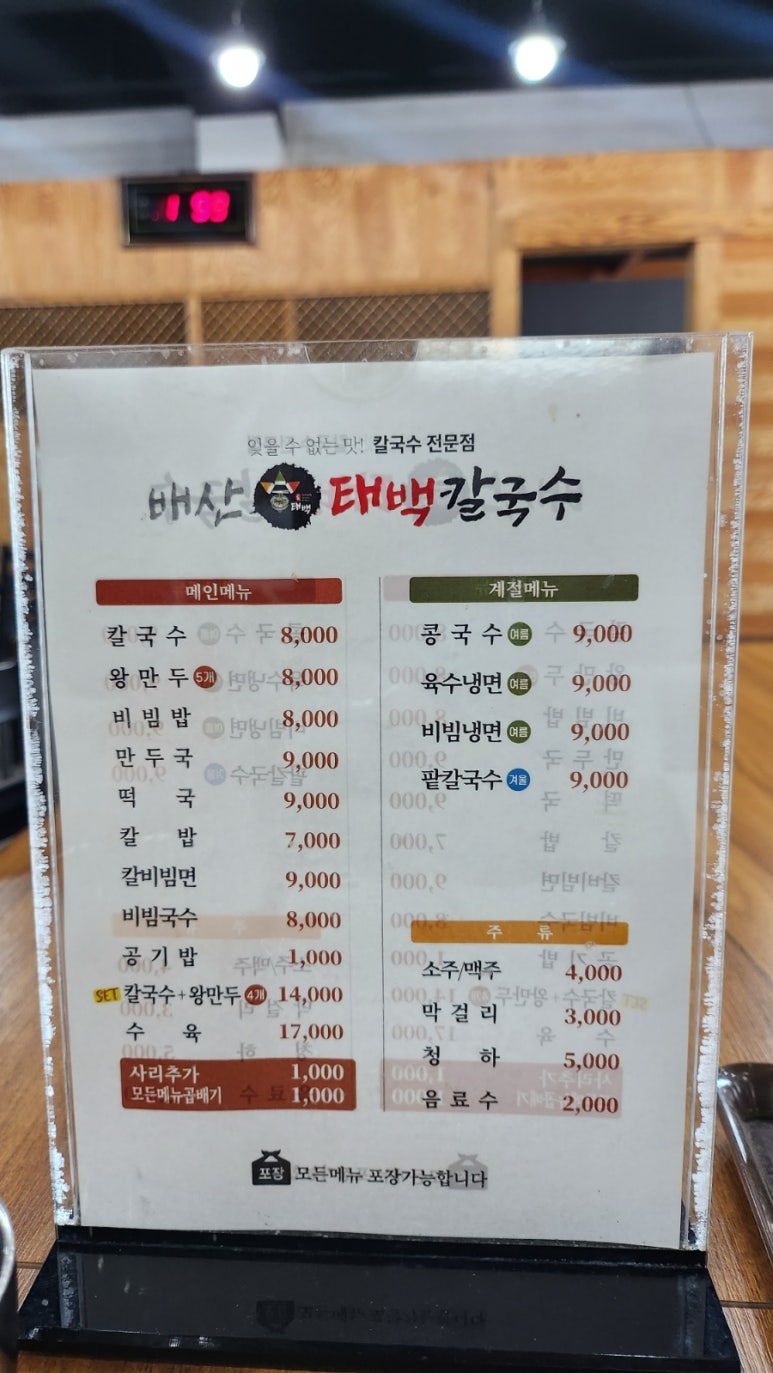 잊을 수 없는 맛! 칼국수 전문점
배산 태백 태백칼국수
메인메뉴
칼국수 8,000
왕만두 5개 8,000
비빔밥 8,000
만두국 9,000
떡국 9,000
칼밥 7,000
칼비빔면 9,000
비빔국수 8,000
공기밥 1,000
SET 칼국수+왕만두 4개 14,000
수육 17,000
사리추가 1,000
모든메뉴곱배기 1,000
계절메뉴
콩국수 여름 9,000
육수냉면 여름 9,000
비빔냉면 여름 9,000
팥칼국수 겨울 9,000
주류
소주/맥주 4,000
막걸리 3,000
청하 5,000
음료수 2,000
포장 모든메뉴 포장가능합니다